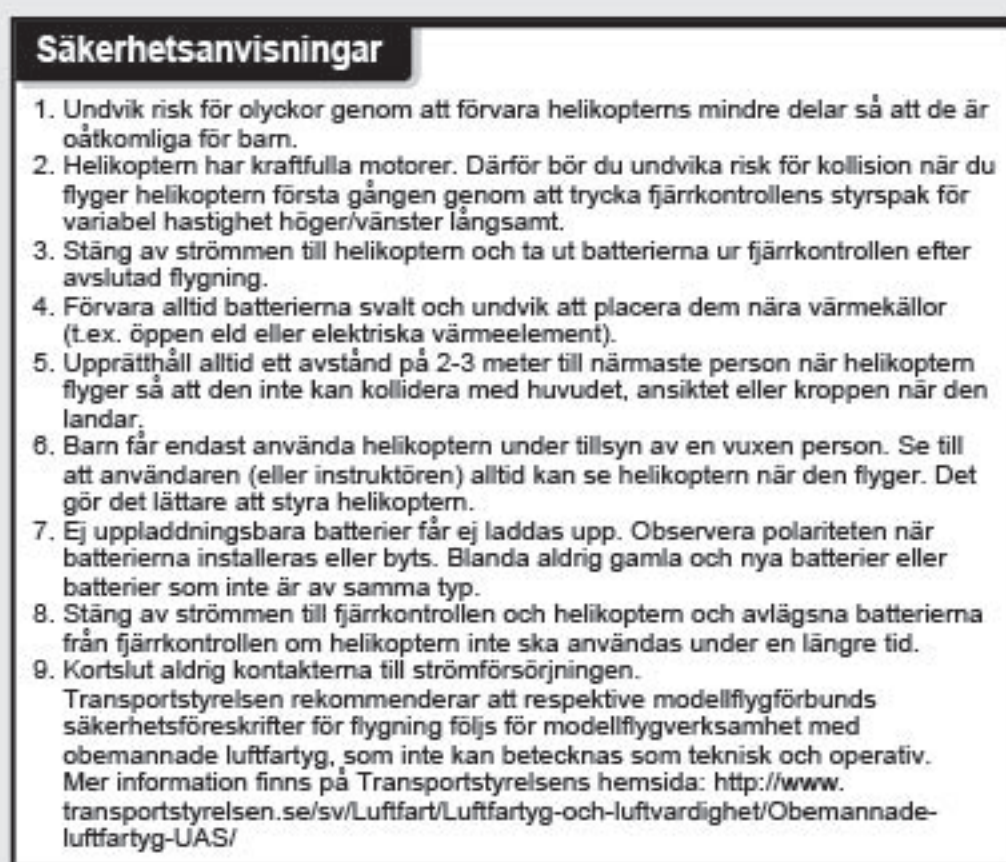 Säkerhetsanvisningar
1. Undvik risk för olyckor genom att förvara helikopterns mindre delar så att de är
oåtkomliga för barn.
2. Helikoptern har kraftfulla motorer. Därför bör du undvika risk för kollision när du
flyger helikoptern första gången genom att trycka fjärrkontrollens styrspak för
variabel hastighet höger/vänster långsamt.
3. Stäng av strömmen till helikoptern och ta ut batterierna ur fjärrkontrollen efter
avslutad flygning.
4. Förvara alltid batterierna svalt och undvik att placera dem nära värmekällor
(t.ex. öppen eld eller elektriska värmeelement).
5. Upprätthåll alltid ett avstånd på 2-3 meter till närmaste person när helikoptern
flyger så att den inte kan kollidera med huvudet, ansiktet eller kroppen när den
landar.
6. Barn får endast använda helikoptern under tillsyn av en vuxen person. Se till
att användaren (eller instruktören) alltid kan se helikoptern när den flyger. Det
gör det lättare att styra helikoptern.
7. Ej uppladdningsbara batterier får ej laddas upp. Observera polariteten när
batterierna installeras eller byts. Blanda aldrig gamla och nya batterier eller
batterier som inte är av samma typ.
8. Stäng av strömmen till fjärrkontrollen och helikoptern och avlägsna batterierna
från fjärrkontrollen om helikoptern inte ska användas under en längre tid.
9. Kortslut aldrig kontakterna till strömförsörjningen.
Transportstyrelsen rekommenderar att respektive modellflygförbunds
säkerhetsföreskrifter för flygning följs för modellflygverksamhet med
obemannade luftfartyg, som inte kan betecknas som teknisk och operativ.
Mer information finns på Transportstyrelsens hemsida: http://www.
transportstyrelsen.se/sv/Luftfart/Luftfartyg-och-luftvardighet/Obemannade-
luftfartyg-UAS/